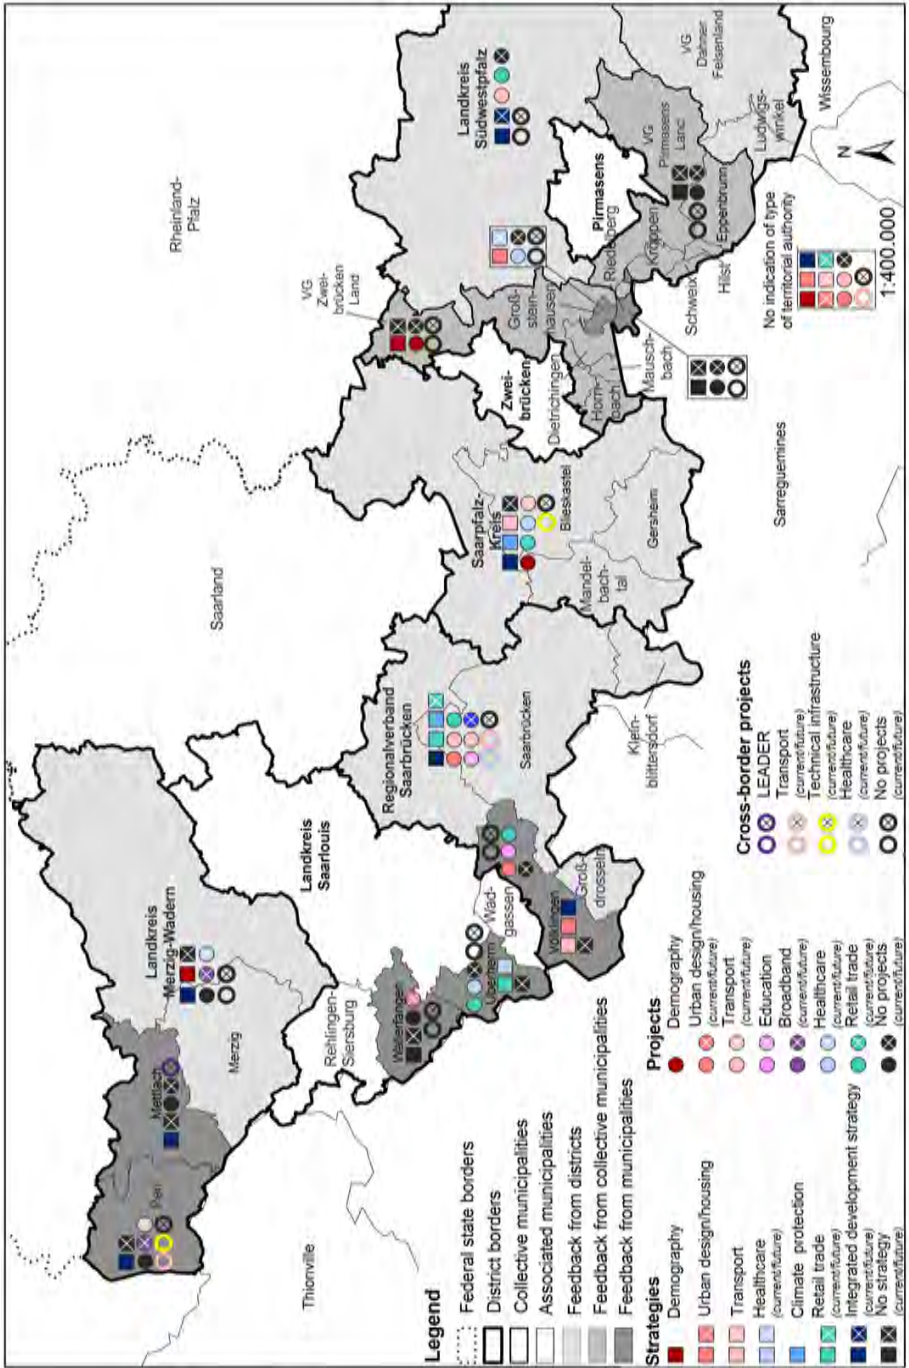 Rheinland-
Pfalz
Saarland
Landkreis
Merzig-Wadern
Mettlach
Perl
Merzig
Landkreis
Saarlouis
Rehlingen-
Siersburg
Wallerfangen
Überherrn
Wad-
gassen
Völklingen
Groß-
drosseln
Thionville
Regionalverband
Saarbrücken
Saarbrücken
Klein-
blittersdorf
Saarpfalz-
Kreis
Blieskastel
Mandel-
bach-
tal
Gersheim
Sarreguemines
VG
Zwei-
brücken
Land
Zwei-
brücken
Dietrichingen
Groß-
stein-
hausen
Horn-
bach
Mausch-
bach
Landkreis
Südwestpfalz
Pirmasens
Riedelberg
Kröppen
Schweix
Hilst
VG
Pirmasens
Land
Eppenbrunn
VG
Dahner
Felsenland
Ludwigs-
winkel
Wissembourg
N
No indication of type
of territorial authority
1:400.000
Legend
Federal state borders
District borders
Collective municipalities
Associated municipalities
Feedback from districts
Feedback from collective municipalities
Feedback from municipalities
Strategies
Demography
Urban design/housing
Transport
Healthcare
(current/future)
Climate protection
Retail trade
(current/future)
Integrated development strategy
(current/future)
No strategy
(current/future)
Projects
Demography
Urban design/housing
(current/future)
Transport
(current/future)
Education
Broadband
(current/future)
Healthcare
(current/future)
Retail trade
(current/future)
No projects
(current/future)
Cross-border projects
LEADER
Transport
(current/future)
Technical infrastructure
(current/future)
Healthcare
(current/future)
No projects
(current/future)